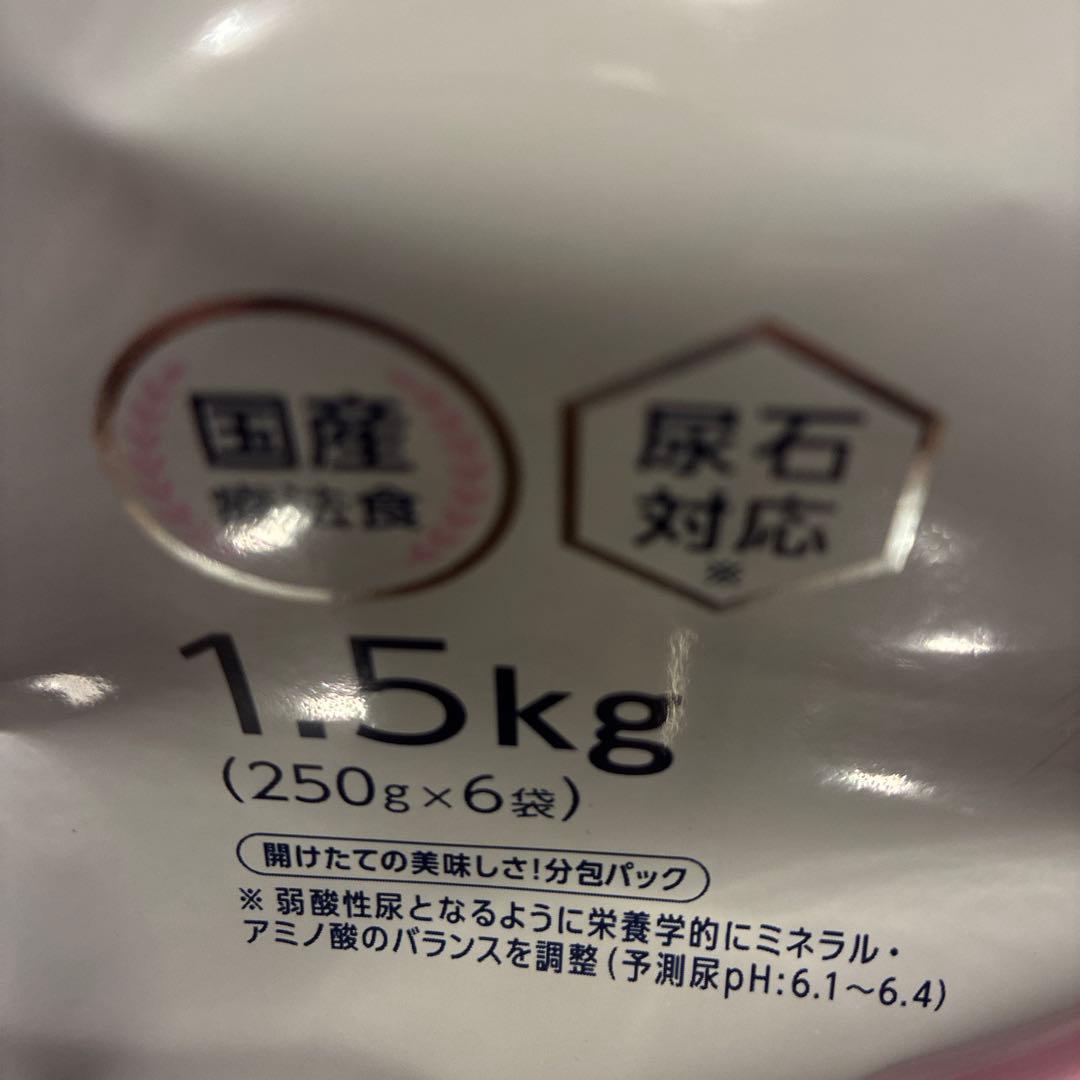 国産
療法食
尿石
対応
※
1.5kg
(250g×6袋)
開けたての美味しさ!分包パック
※ 弱酸性尿となるように栄養学的にミネラル・
アミノ酸のバランスを調整(予測尿pH:6.1～6.4)